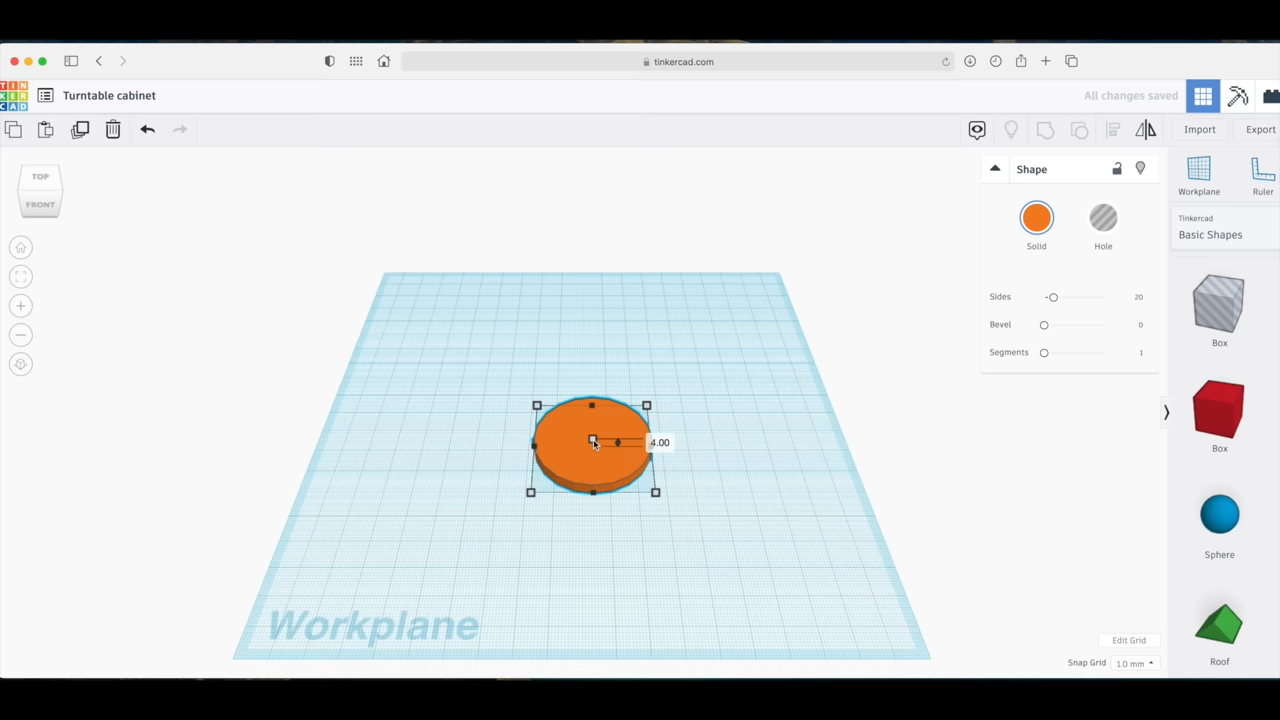 tinkercad.com
TIN
KER
CAD
Turntable cabinet
All changes saved
Import
Export
TOP
FRONT
Shape
Solid
Hole
Sides
20
Bevel
0
Segments
1
Workplane
Ruler
Tinkercad
Basic Shapes
Box
Box
Sphere
Roof
4.00
Workplane
Edit Grid
Snap Grid
1.0 mm